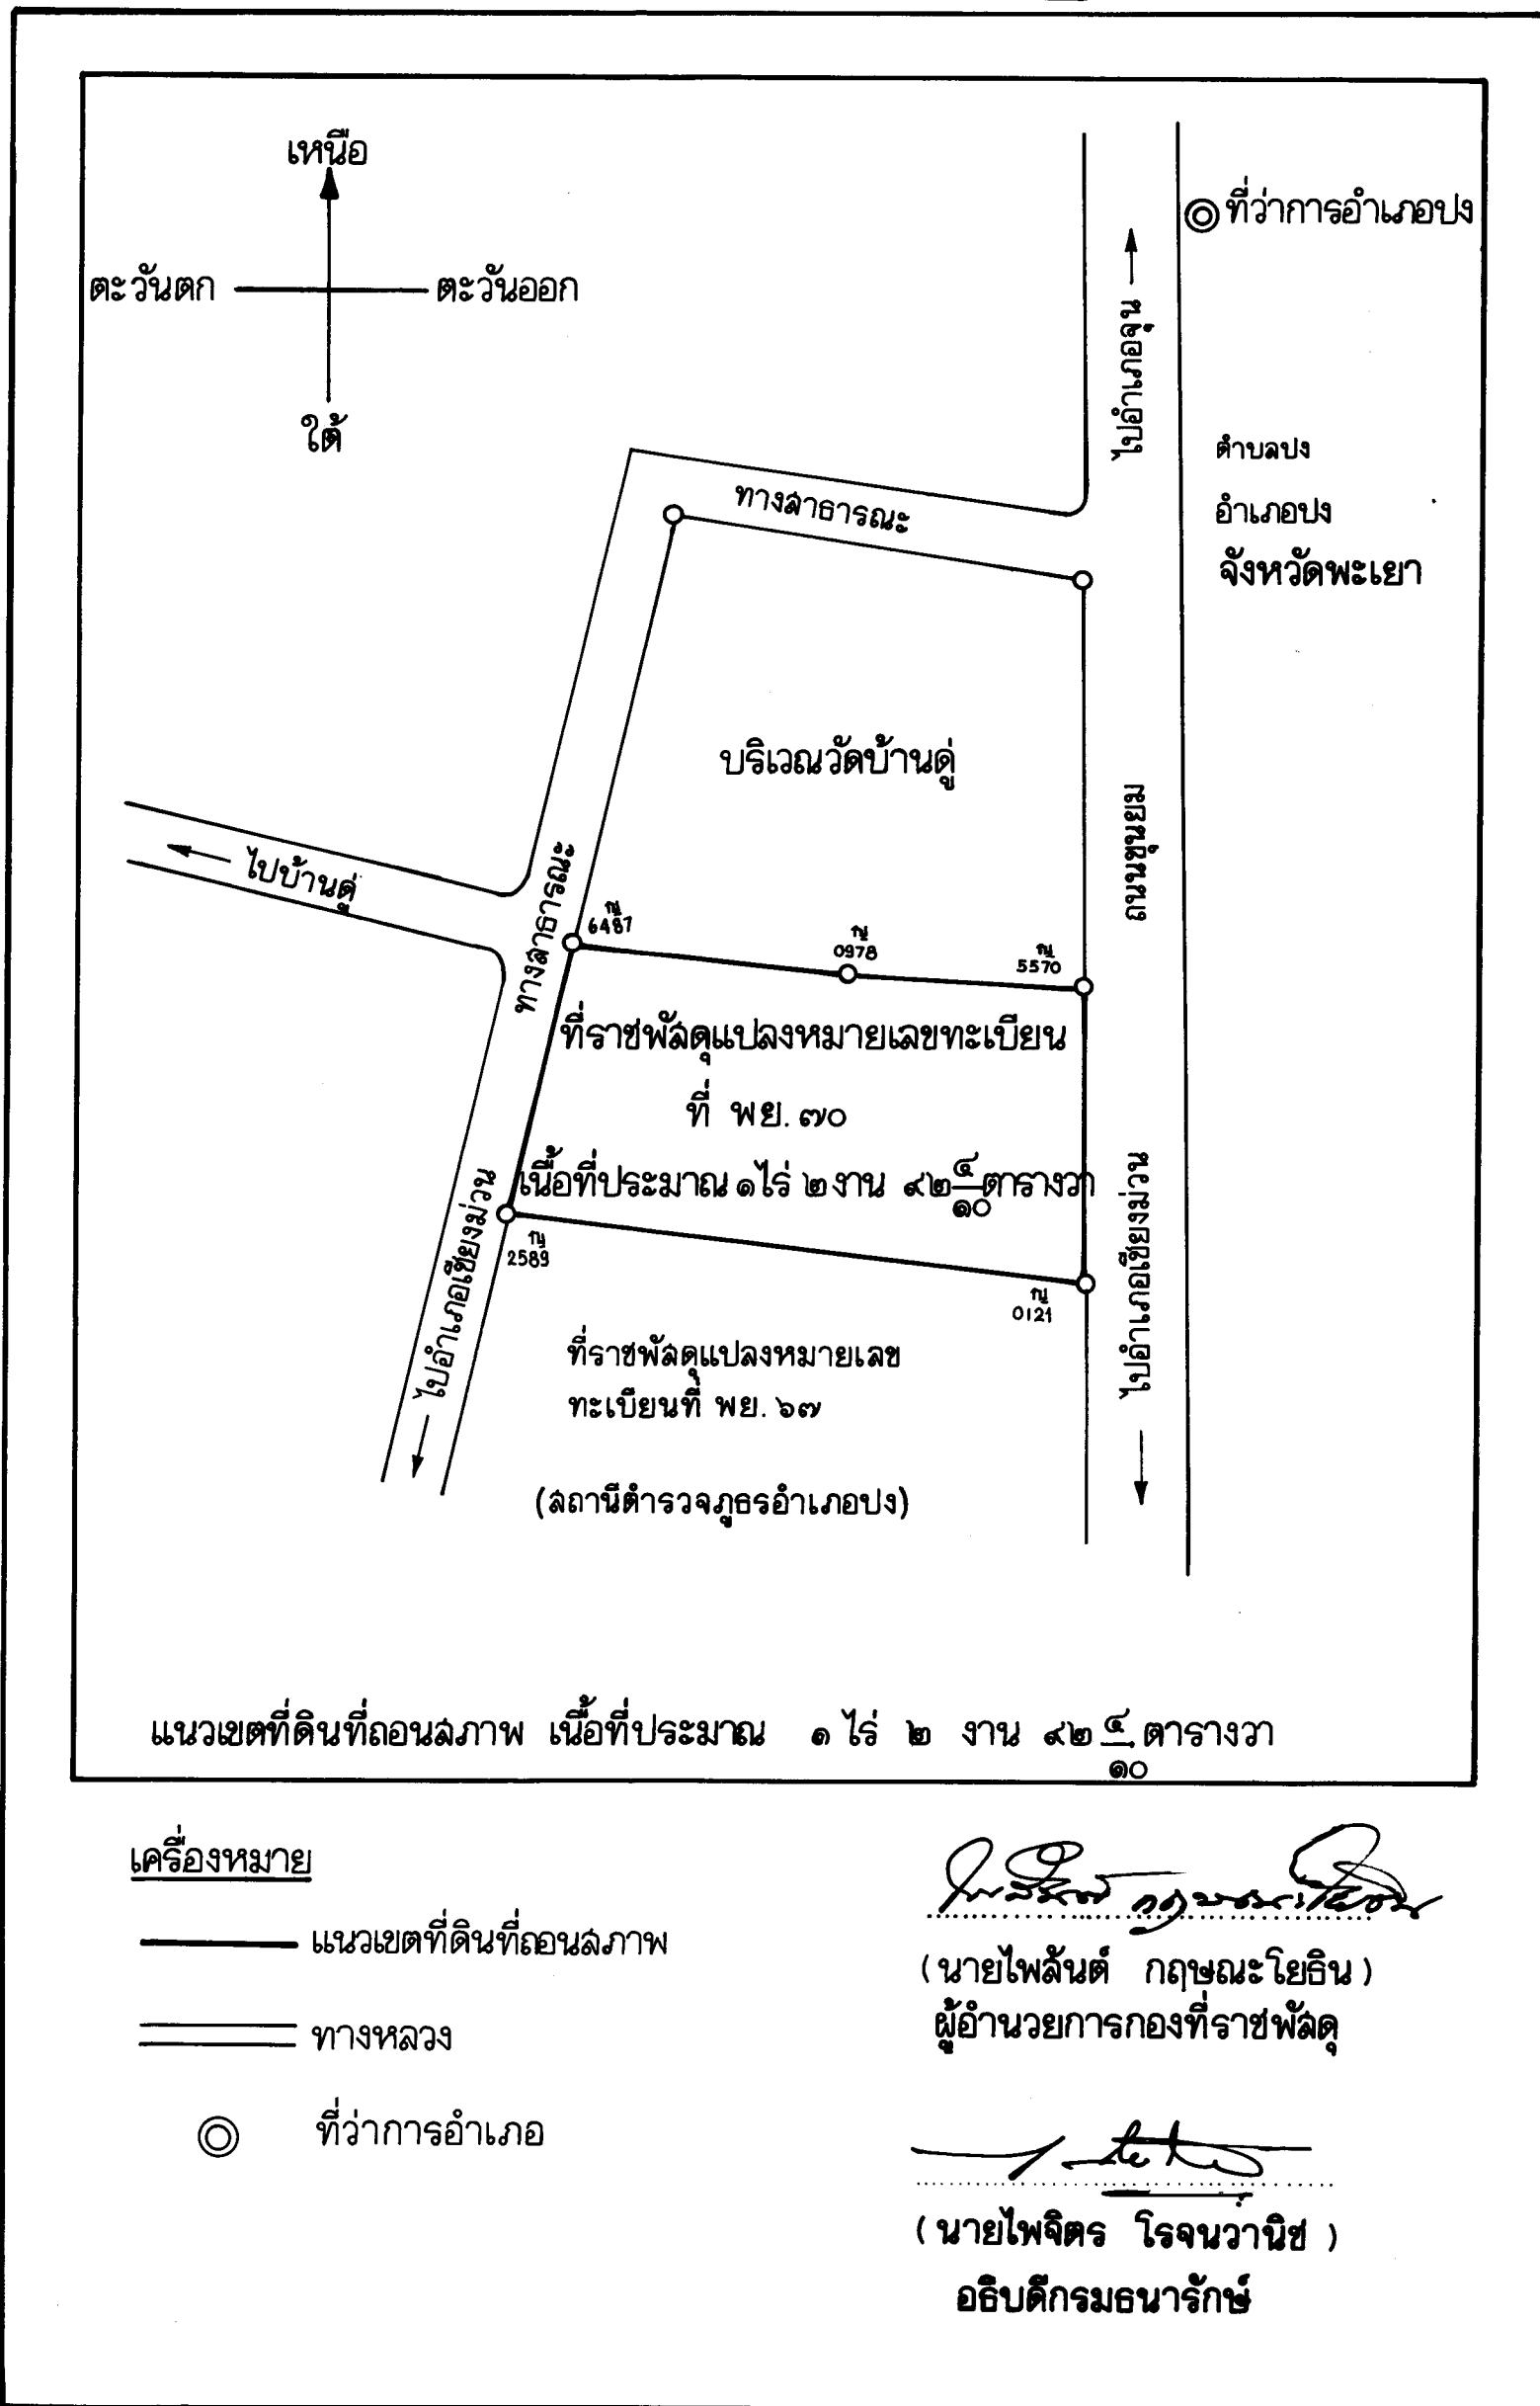 เหนือ
ตะวันตก ตะวันออก
ใต้
ที่ว่าการอำเภอปง
ไปอำเภอจุน
ตำบลปง
อำเภอปง
จังหวัดพะเยา
ทางสาธารณะ
บริเวณวัดบ้านดู่
ถนนขุนยม
ไปบ้านดู่
ทางสาธารณะ
ณ 6487
ณ 0978
ณ 5570
ที่ราชพัสดุแปลงหมายเลขทะเบียน
ที่ พย. ๗๐
เนื้อที่ประมาณ ๑ ไร่ ๒ งาน ๙๒ ๔/๑๐ ตารางวา
ณ 2589
ณ 0121
ไปอำเภอเชียงม่วน
ไปอำเภอเชียงม่วน
ที่ราชพัสดุแปลงหมายเลข
ทะเบียนที่ พย. ๖๗
(สถานีตำรวจภูธรอำเภอปง)
แนวเขตที่ดินที่ถอนสภาพ เนื้อที่ประมาณ ๑ ไร่ ๒ งาน ๙๒ ๔/๑๐ ตารางวา
เครื่องหมาย
แนวเขตที่ดินที่ถอนสภาพ
ทางหลวง
ที่ว่าการอำเภอ
(นายไพสันต์ กฤษณะโยธิน)
ผู้อำนวยการกองที่ราชพัสดุ
(นายไพจิตร โรจนวานิช)
อธิบดีกรมธนารักษ์